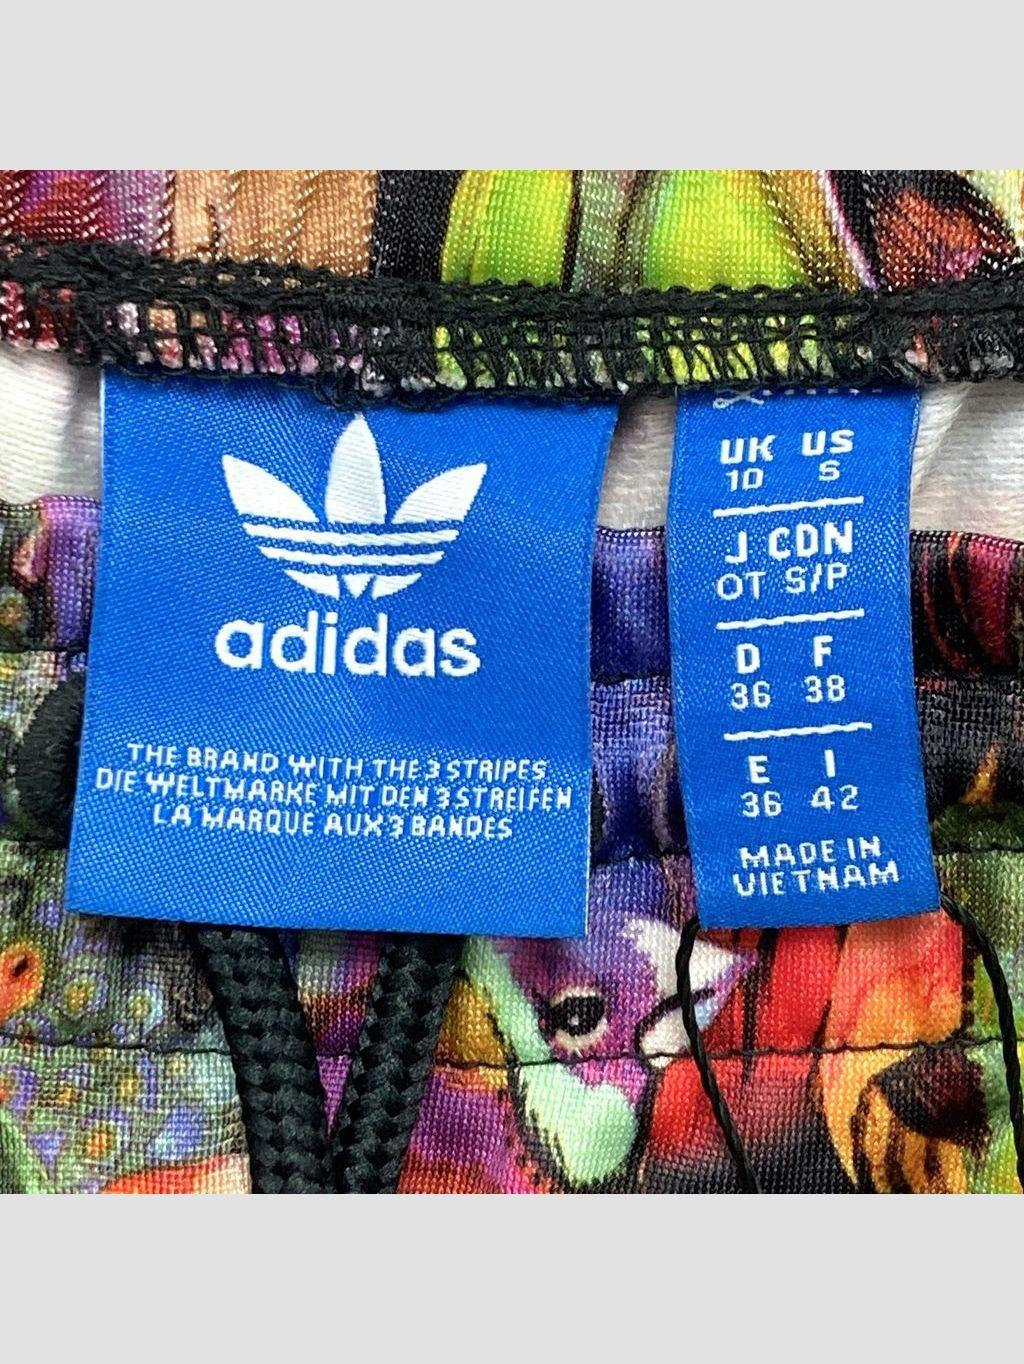 adidas
THE BRAND WITH THE 3 STRIPES
DIE WELTMARKE MIT DEN 3 STREIFEN
LA MARQUE AUX 3 BANDES
UK US
10 S
J CDN
OT S/P
D F
36 38
E I
36 42
MADE IN
VIETNAM